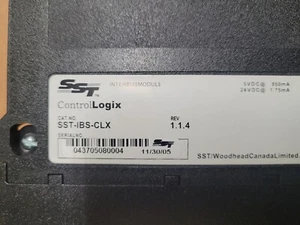 SST INTERBUS MODULE
5VDC@ 950mA
24VDC@ 1.75mA
ControlLogix
CAT NO. REV
SST-IBS-CLX 1.1.4
SERIAL NO.
SST
043705080004 11/30/05
SST/Woodhead Canada Limited.